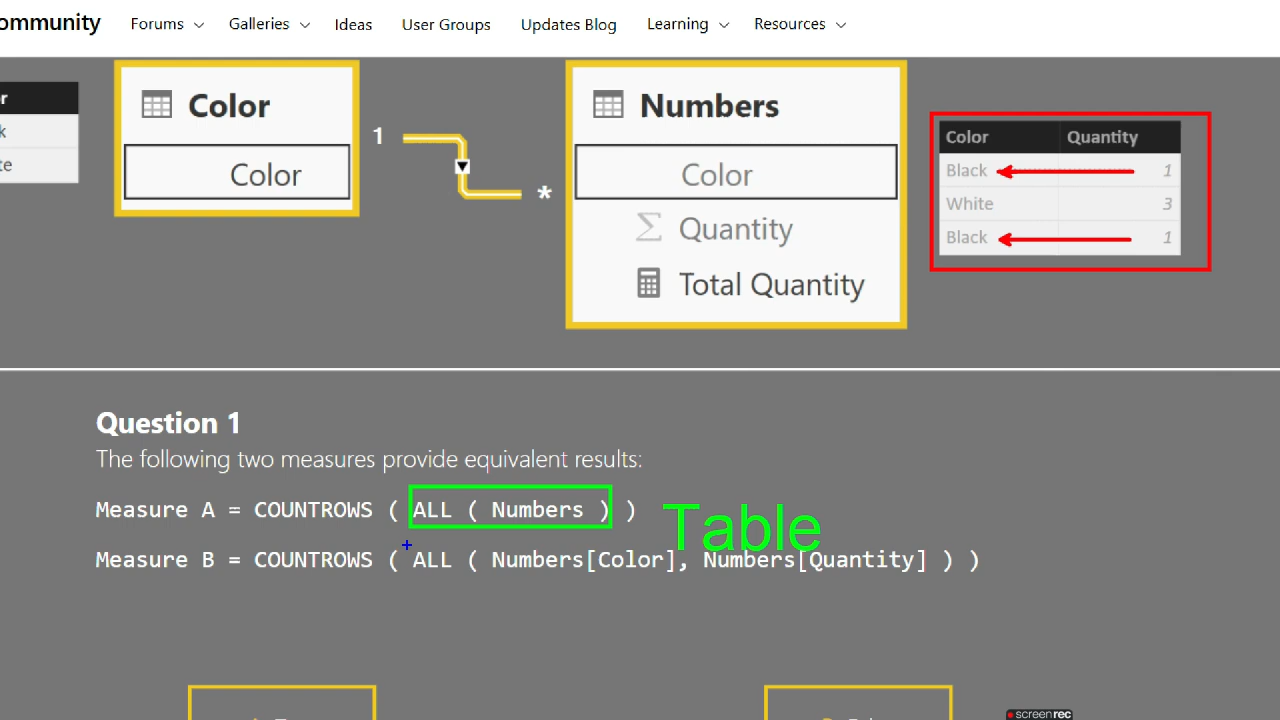 ommunity Forums Galleries Ideas User Groups Updates Blog Learning Resources
r
k
te
Color
Color
1
*
Numbers
Color
Σ Quantity
Total Quantity
Color Quantity
Black 1
White 3
Black 1
Question 1
The following two measures provide equivalent results:
Measure A = COUNTROWS ( ALL ( Numbers ) )
Table
Measure B = COUNTROWS ( ALL ( Numbers[Color], Numbers[Quantity] ) )
screenrec